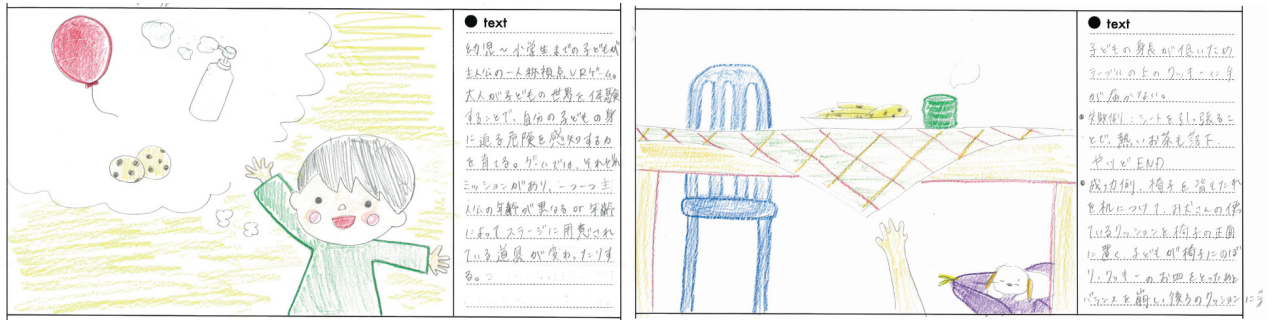 text
幼児～小学生までの子どもが
主人公の一人称視点VRゲーム。
大人が子どもの世界を体験
することで、自分の子どもの身
に迫る危険を感知する力
を育てる。ゲームでは、それぞれ
ミッションがあり、一つ一つ主
人公の年齢が異なる or 年齢
によってステージに用意され
ている道具が変わったりす
る。
text
子どもの身長が低いため
テーブルの上のクッキーに手
が届かない。
失敗例：シートを引っ張るこ
とで、熱いお茶も落下、
やけどEND
成功例、椅子を背もたれ
を机につけて、お犬さんの使っ
ているクッションを椅子の正面
に置く、子どもが椅子にのぼ
り、クッキーのお皿をとったあと
バランスを崩し後ろのクッションに